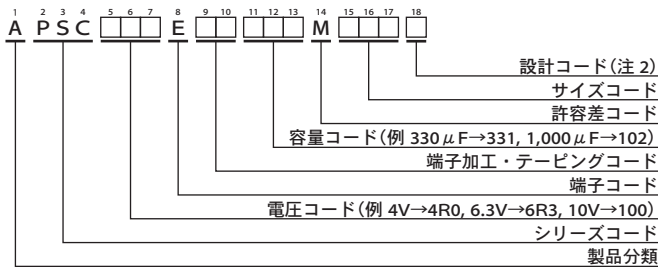 1 2 3 4 5 6 7 8 9 10 11 12 13 14 15 16 17 18
A P S C □□□ E □□ □□□ M □□□ □
設計コード(注2)
サイズコード
許容差コード
容量コード(例 330μF→331, 1,000μF→102)
端子加工・テーピングコード
端子コード
電圧コード(例 4V→4R0, 6.3V→6R3, 10V→100)
シリーズコード
製品分類